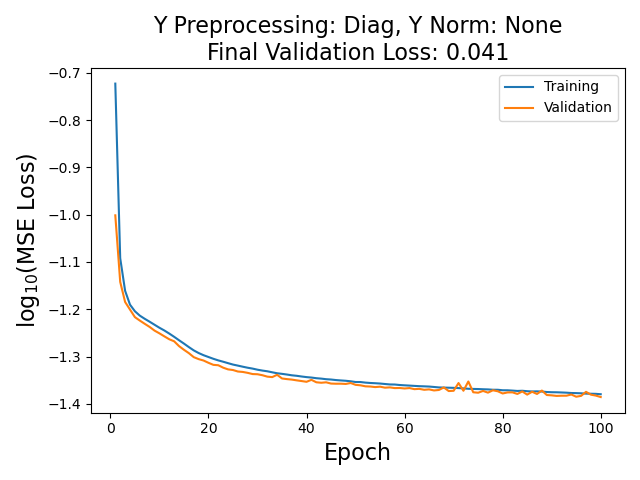 Y Preprocessing: Diag, Y Norm: None
Final Validation Loss: 0.041
Training
Validation
−0.7
−0.8
−0.9
−1.0
−1.1
−1.2
−1.3
−1.4
log₁₀(MSE Loss)
0 20 40 60 80 100
Epoch